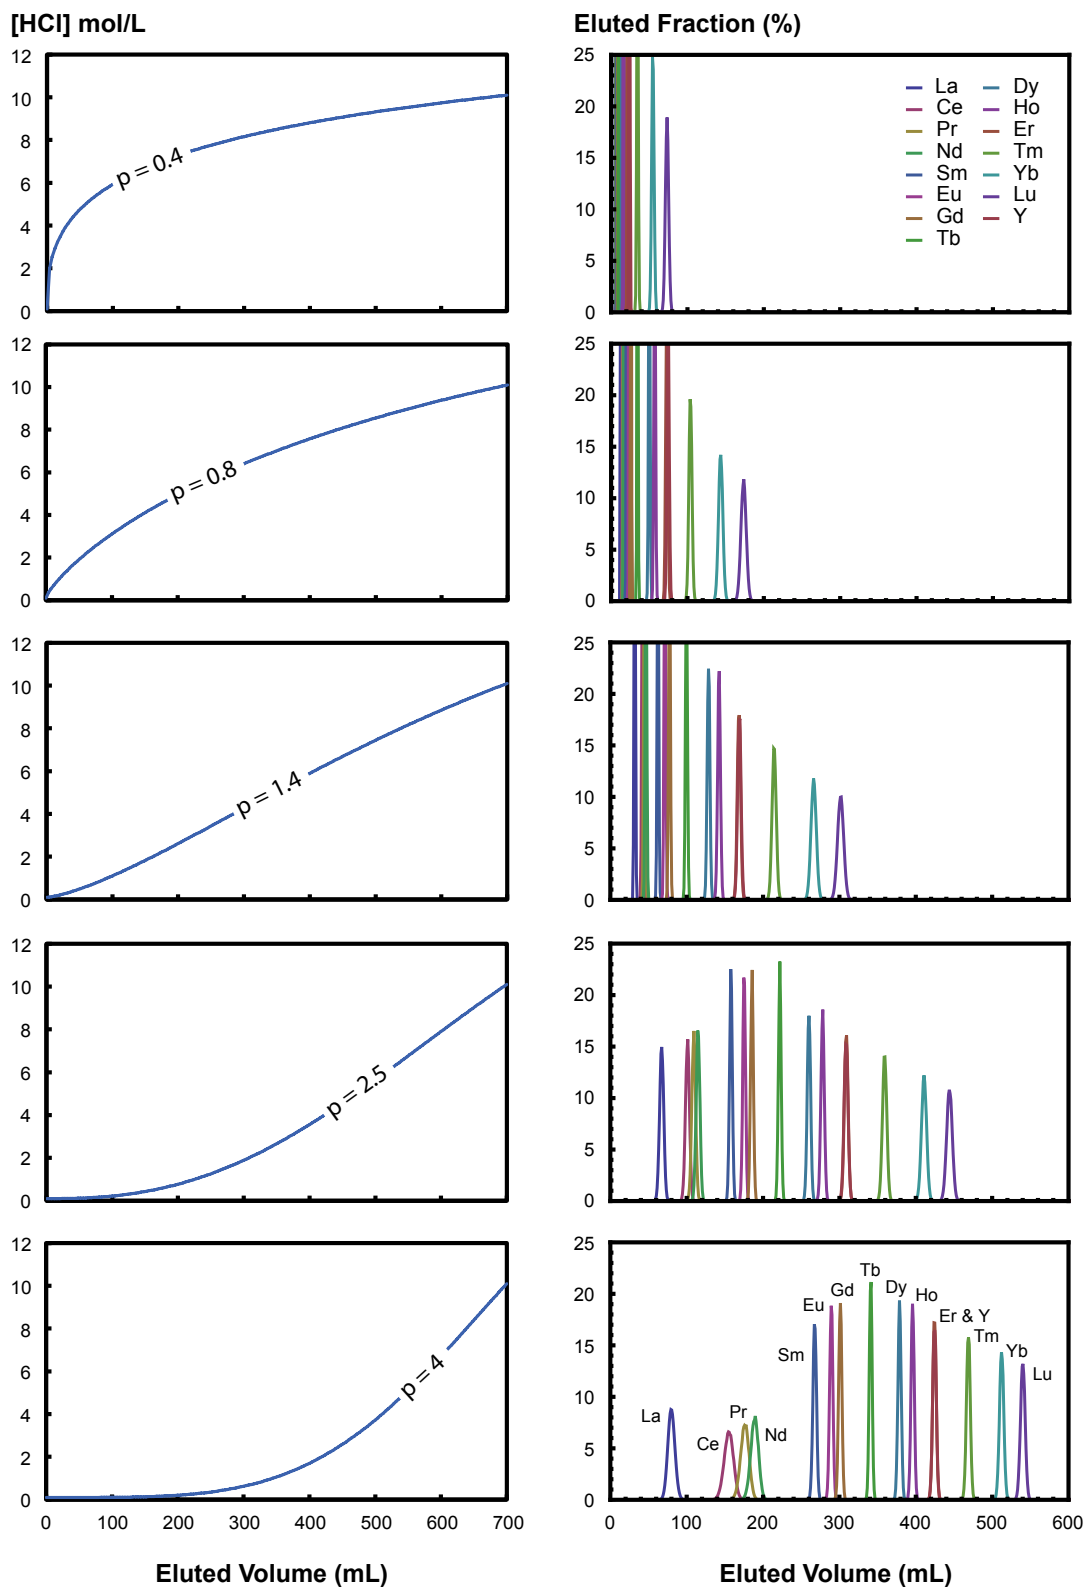 [HCl] mol/L
Eluted Fraction (%)
12
10
8
6
4
2
0
p = 0.4
25
20
15
10
5
0
La
Ce
Pr
Nd
Sm
Eu
Gd
Tb
Dy
Ho
Er
Tm
Yb
Lu
Y
12
10
8
6
4
2
0
p = 0.8
25
20
15
10
5
0
12
10
8
6
4
2
0
p = 1.4
25
20
15
10
5
0
12
10
8
6
4
2
0
p = 2.5
25
20
15
10
5
0
12
10
8
6
4
2
0
p = 4
0 100 200 300 400 500 600 700
Eluted Volume (mL)
25
20
15
10
5
0
La
Ce
Pr
Nd
Sm
Eu
Gd
Tb
Dy
Ho
Er & Y
Tm
Yb
Lu
0 100 200 300 400 500 600
Eluted Volume (mL)